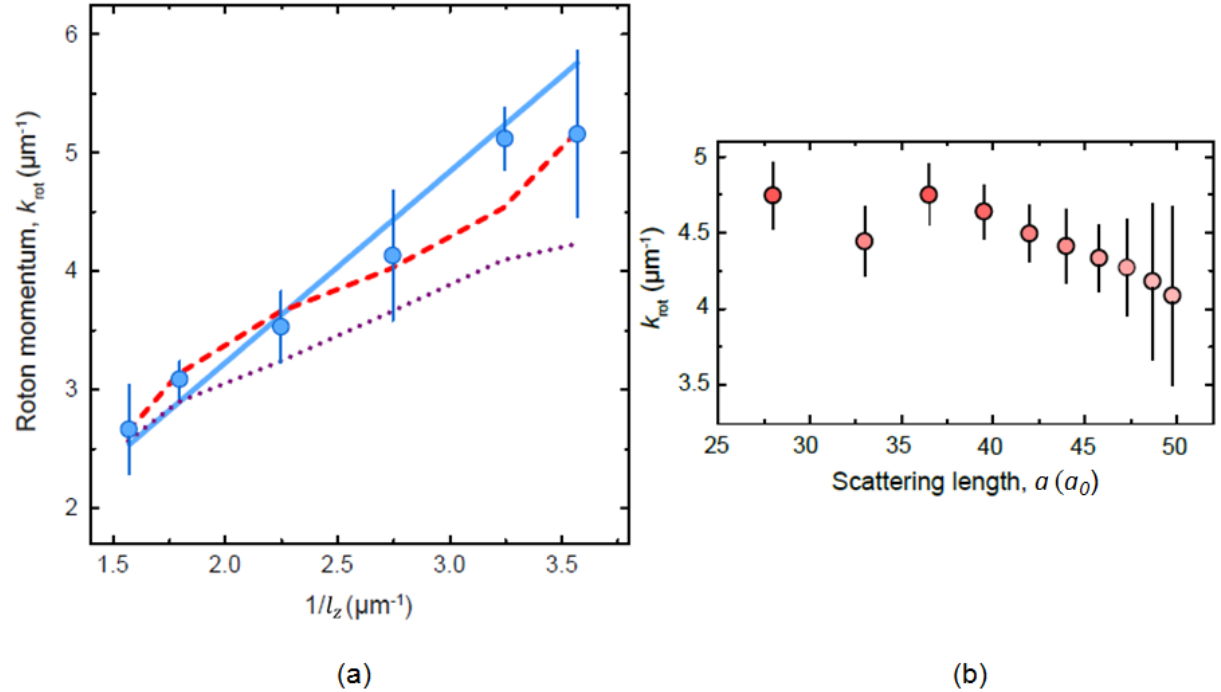 6
5
4
3
2
Roton momentum, k_rot (µm⁻¹)
1.5 2.0 2.5 3.0 3.5
1/l_z (µm⁻¹)
(a)
5
4.5
4
3.5
k_rot (µm⁻¹)
25 30 35 40 45 50
Scattering length, a (a₀)
(b)